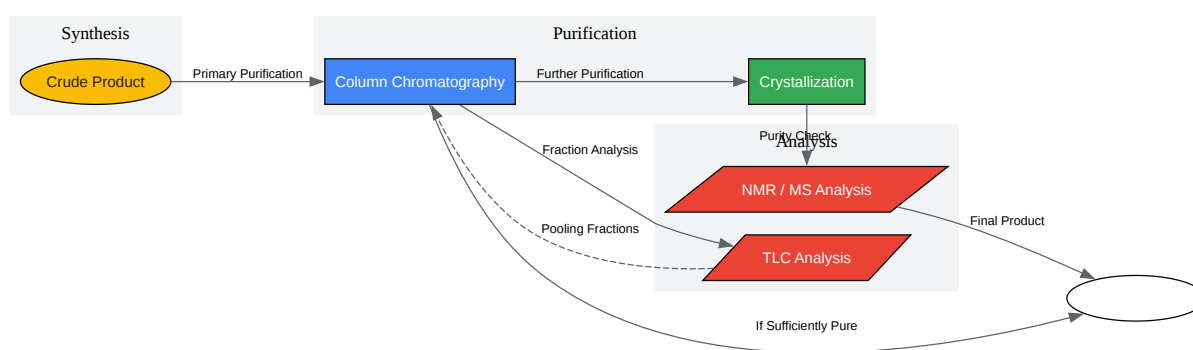 Synthesis
Purification
Crude Product
Primary Purification
Column Chromatography
Further Purification
Crystallization
Purity Check
Analysis
Fraction Analysis
NMR / MS Analysis
Final Product
Pooling Fractions
TLC Analysis
If Sufficiently Pure